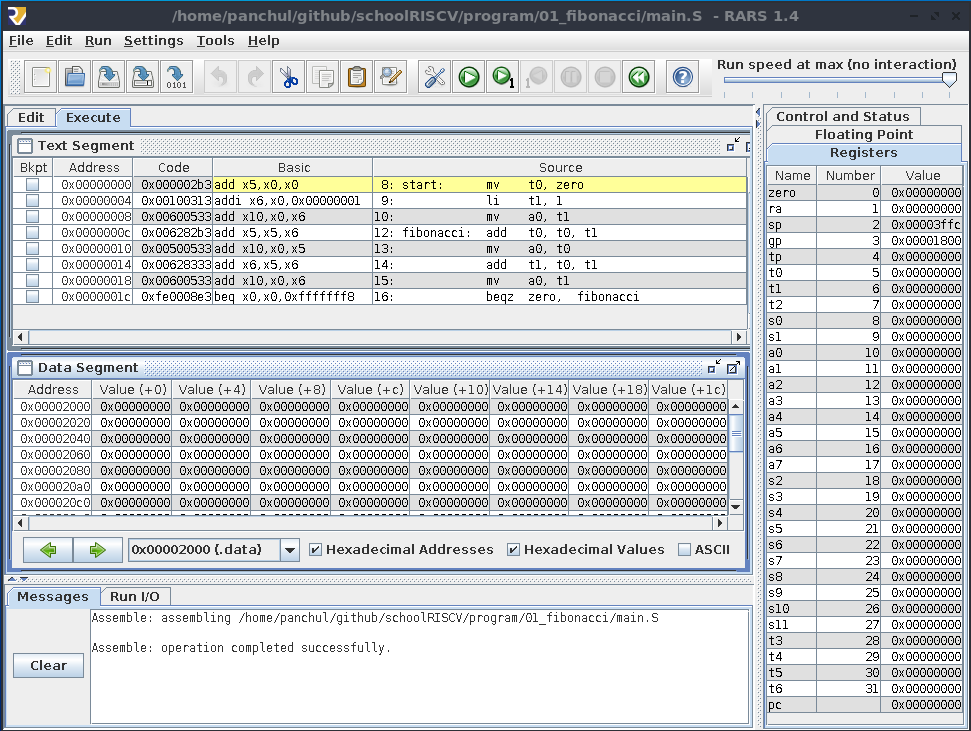 /home/panchul/github/schoolRISCV/program/01_fibonacci/main.S - RARS 1.4
File Edit Run Settings Tools Help
Run speed at max (no interaction)
Edit Execute
Text Segment
Bkpt Address Code Basic Source
0x00000000 0x000002b3 add x5,x0,x0 8: start: mv t0, zero
0x00000004 0x00100313 addi x6,x0,0x00000001 9: li t1, 1
0x00000008 0x00600533 add x10,x0,x6 10: mv a0, t1
0x0000000c 0x006282b3 add x5,x5,x6 12: fibonacci: add t0, t0, t1
0x00000010 0x00500533 add x10,x0,x5 13: mv a0, t0
0x00000014 0x00628333 add x6,x5,x6 14: add t1, t0, t1
0x00000018 0x00600533 add x10,x0,x6 15: mv a0, t1
0x0000001c 0xfe0008e3 beq x0,x0,0xfffffff8 16: beqz zero, fibonacci
Data Segment
Address Value (+0) Value (+4) Value (+8) Value (+c) Value (+10) Value (+14) Value (+18) Value (+1c)
0x00002000 0x00000000 0x00000000 0x00000000 0x00000000 0x00000000 0x00000000 0x00000000 0x00000000
0x00002020 0x00000000 0x00000000 0x00000000 0x00000000 0x00000000 0x00000000 0x00000000 0x00000000
0x00002040 0x00000000 0x00000000 0x00000000 0x00000000 0x00000000 0x00000000 0x00000000 0x00000000
0x00002060 0x00000000 0x00000000 0x00000000 0x00000000 0x00000000 0x00000000 0x00000000 0x00000000
0x00002080 0x00000000 0x00000000 0x00000000 0x00000000 0x00000000 0x00000000 0x00000000 0x00000000
0x000020a0 0x00000000 0x00000000 0x00000000 0x00000000 0x00000000 0x00000000 0x00000000 0x00000000
0x000020c0 0x00000000 0x00000000 0x00000000 0x00000000 0x00000000 0x00000000 0x00000000 0x00000000
0x00002000 (.data) Hexadecimal Addresses Hexadecimal Values ASCII
Messages Run I/O
Assemble: assembling /home/panchul/github/schoolRISCV/program/01_fibonacci/main.S
Assemble: operation completed successfully.
Clear
Control and Status
Floating Point
Registers
Name Number Value
zero 0 0x00000000
ra 1 0x00000000
sp 2 0x00003ffc
gp 3 0x00001800
tp 4 0x00000000
t0 5 0x00000000
t1 6 0x00000000
t2 7 0x00000000
s0 8 0x00000000
s1 9 0x00000000
a0 10 0x00000000
a1 11 0x00000000
a2 12 0x00000000
a3 13 0x00000000
a4 14 0x00000000
a5 15 0x00000000
a6 16 0x00000000
a7 17 0x00000000
s2 18 0x00000000
s3 19 0x00000000
s4 20 0x00000000
s5 21 0x00000000
s6 22 0x00000000
s7 23 0x00000000
s8 24 0x00000000
s9 25 0x00000000
s10 26 0x00000000
s11 27 0x00000000
t3 28 0x00000000
t4 29 0x00000000
t5 30 0x00000000
t6 31 0x00000000
pc 0x00000000